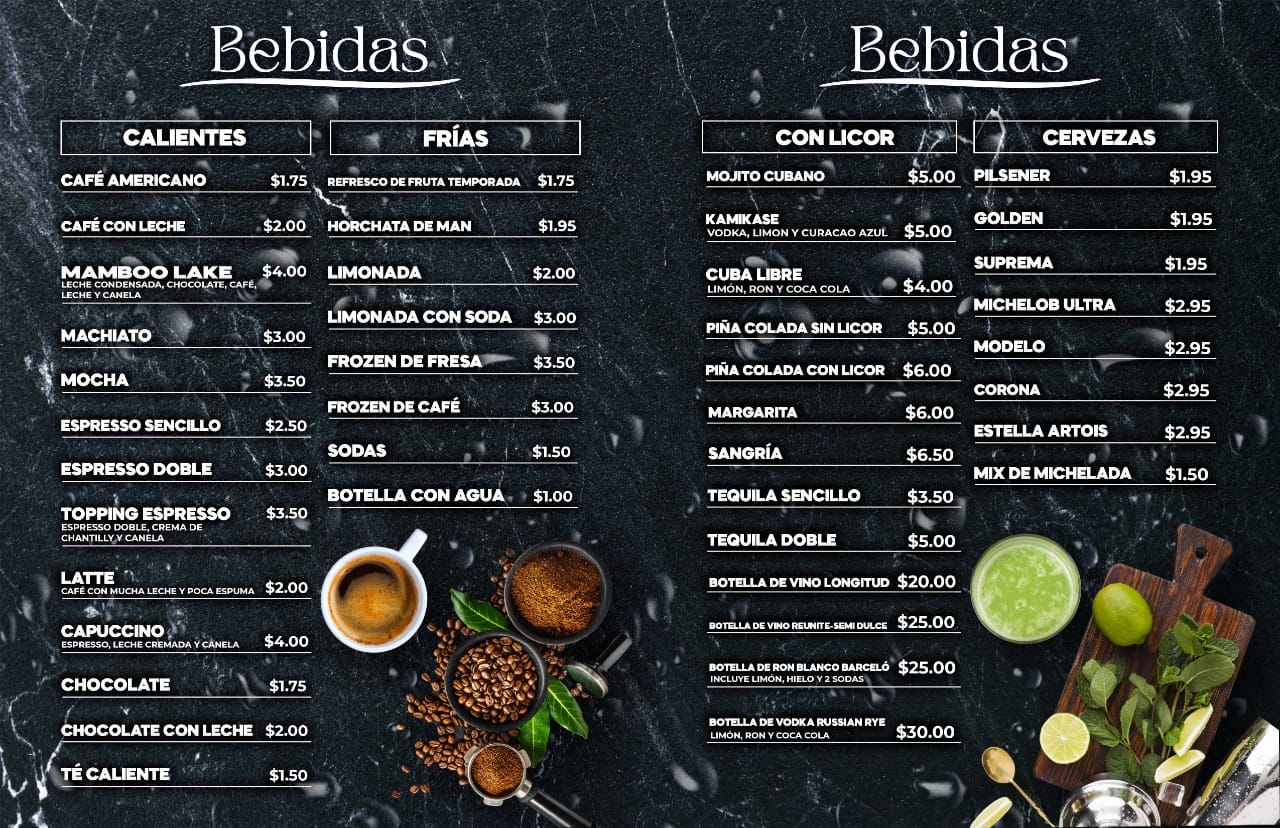 Bebidas
CALIENTES
CAFÉ AMERICANO $1.75
CAFÉ CON LECHE $2.00
MAMBOO LAKE $4.00
LECHE CONDENSADA, CHOCOLATE, CAFÉ,
LECHE Y CANELA
MACHIATO $3.00
MOCHA $3.50
ESPRESSO SENCILLO $2.50
ESPRESSO DOBLE $3.00
TOPPING ESPRESSO $3.50
ESPRESSO DOBLE, CREMA DE
CHANTILLY Y CANELA
LATTE
CAFÉ CON MUCHA LECHE Y POCA ESPUMA $2.00
CAPUCCINO
ESPRESSO, LECHE CREMADA Y CANELA $4.00
CHOCOLATE $1.75
CHOCOLATE CON LECHE $2.00
TÉ CALIENTE $1.50
FRÍAS
REFRESCO DE FRUTA TEMPORADA $1.75
HORCHATA DE MAN $1.95
LIMONADA $2.00
LIMONADA CON SODA $3.00
FROZEN DE FRESA $3.50
FROZEN DE CAFÉ $3.00
SODAS $1.50
BOTELLA CON AGUA $1.00
Bebidas
CON LICOR
MOJITO CUBANO $5.00
KAMIKASE
VODKA, LIMON Y CURACAO AZUL $5.00
CUBA LIBRE
LIMÓN, RON Y COCA COLA $4.00
PIÑA COLADA SIN LICOR $5.00
PIÑA COLADA CON LICOR $6.00
MARGARITA $6.00
SANGRÍA $6.50
TEQUILA SENCILLO $3.50
TEQUILA DOBLE $5.00
BOTELLA DE VINO LONGITUD $20.00
BOTELLA DE VINO REUNITE-SEMI DULCE $25.00
BOTELLA DE RON BLANCO BARCELÓ $25.00
INCLUYE LIMÓN, HIELO Y 2 SODAS
BOTELLA DE VODKA RUSSIAN RYE
LIMÓN, RON Y COCA COLA $30.00
CERVEZAS
PILSENER $1.95
GOLDEN $1.95
SUPREMA $1.95
MICHELOB ULTRA $2.95
MODELO $2.95
CORONA $2.95
ESTELLA ARTOIS $2.95
MIX DE MICHELADA $1.50